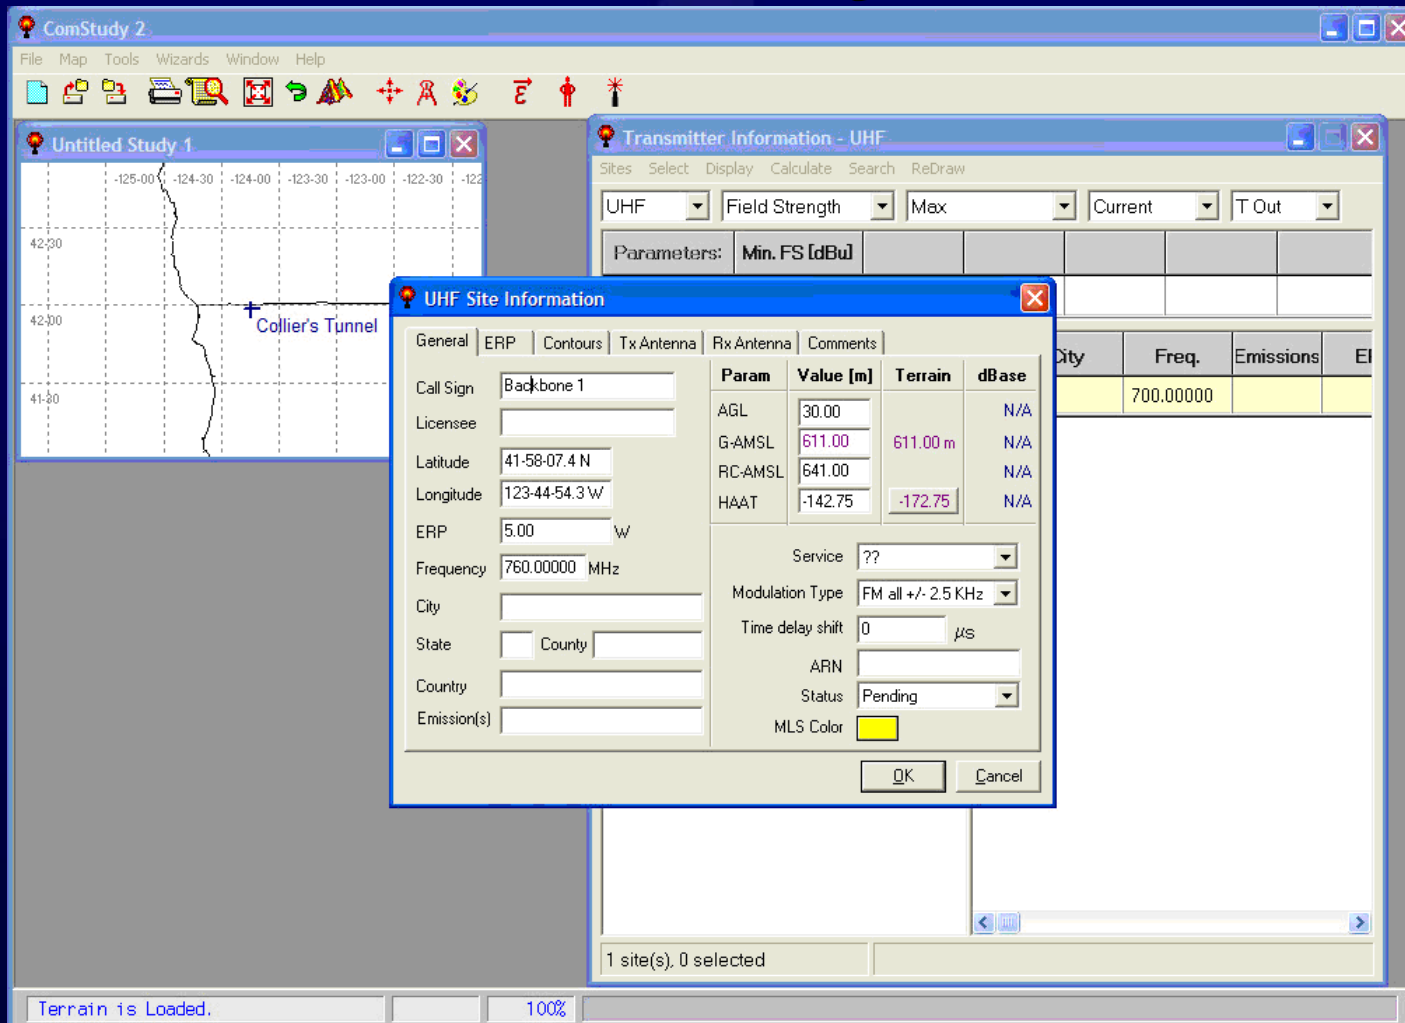 ComStudy 2
File Map Tools Wizards Window Help
Untitled Study 1
-125-00 -124-30 -124-00 -123-30 -123-00 -122-30 -122
42-30
42-00
Collier's Tunnel
41-30
Transmitter Information - UHF
Sites Select Display Calculate Search ReDraw
UHF Field Strength Max Current T Out
Parameters: Min. FS [dBu]
City Freq. Emissions
700.00000
1 site(s), 0 selected
UHF Site Information
General ERP Contours Tx Antenna Rx Antenna Comments
Call Sign Backbone 1
Licensee
Latitude 41-58-07.4 N
Longitude 123-44-54.3 W
ERP 5.00 W
Frequency 760.00000 MHz
City
State County
Country
Emission(s)
Param Value [m] Terrain dBase
AGL 30.00 N/A
G-AMSL 611.00 611.00 m N/A
RC-AMSL 641.00 N/A
HAAT -142.75 -172.75 N/A
Service ??
Modulation Type FM all +/- 2.5 KHz
Time delay shift 0 µs
ARN
Status Pending
MLS Color
OK Cancel
Terrain is Loaded. 100%